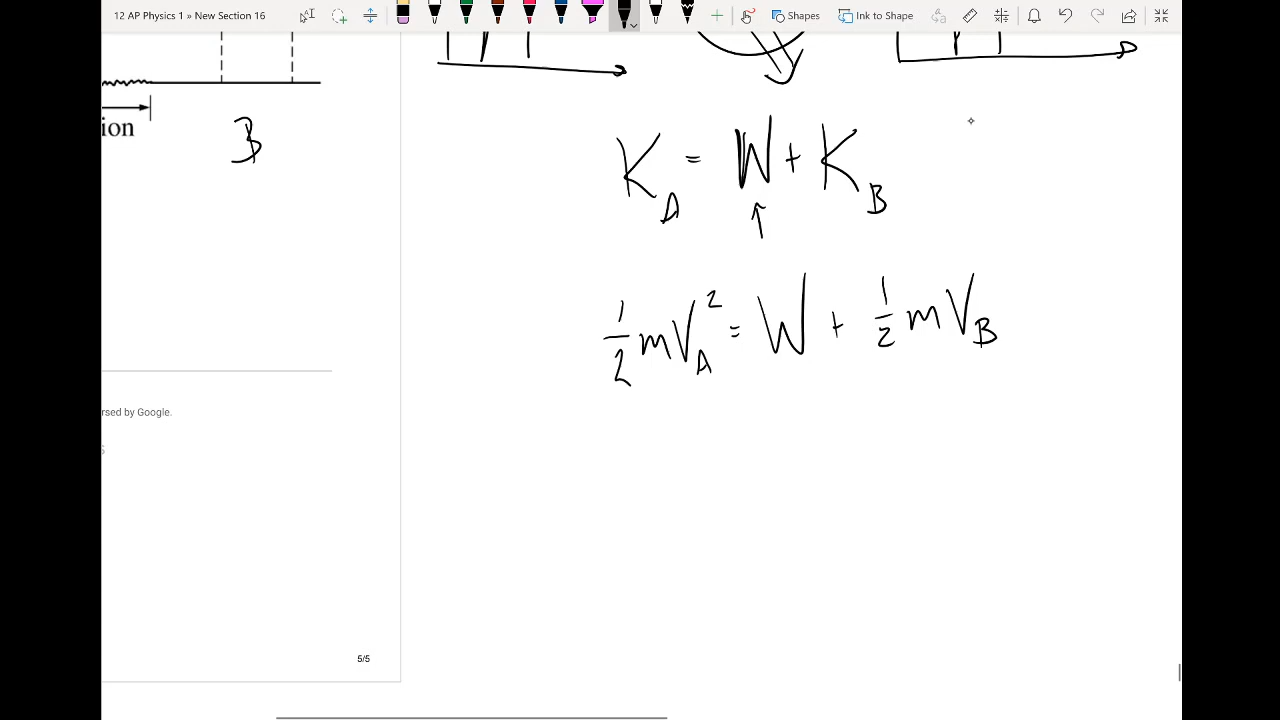 12 AP Physics 1 » New Section 16
Shapes
Ink to Shape
ion
B
K_A = W + K_B
↑
1/2 mV_A^2 = W + 1/2 mV_B
rsed by Google.
5/5